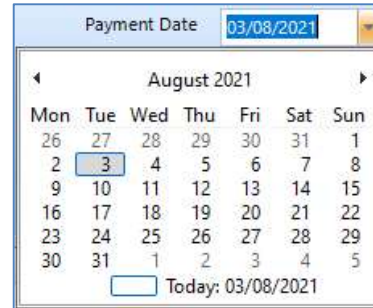 Payment Date 03/08/2021
August 2021
Mon Tue Wed Thu Fri Sat Sun
26 27 28 29 30 31 1
2 3 4 5 6 7 8
9 10 11 12 13 14 15
16 17 18 19 20 21 22
23 24 25 26 27 28 29
30 31 1 2 3 4 5
Today: 03/08/2021